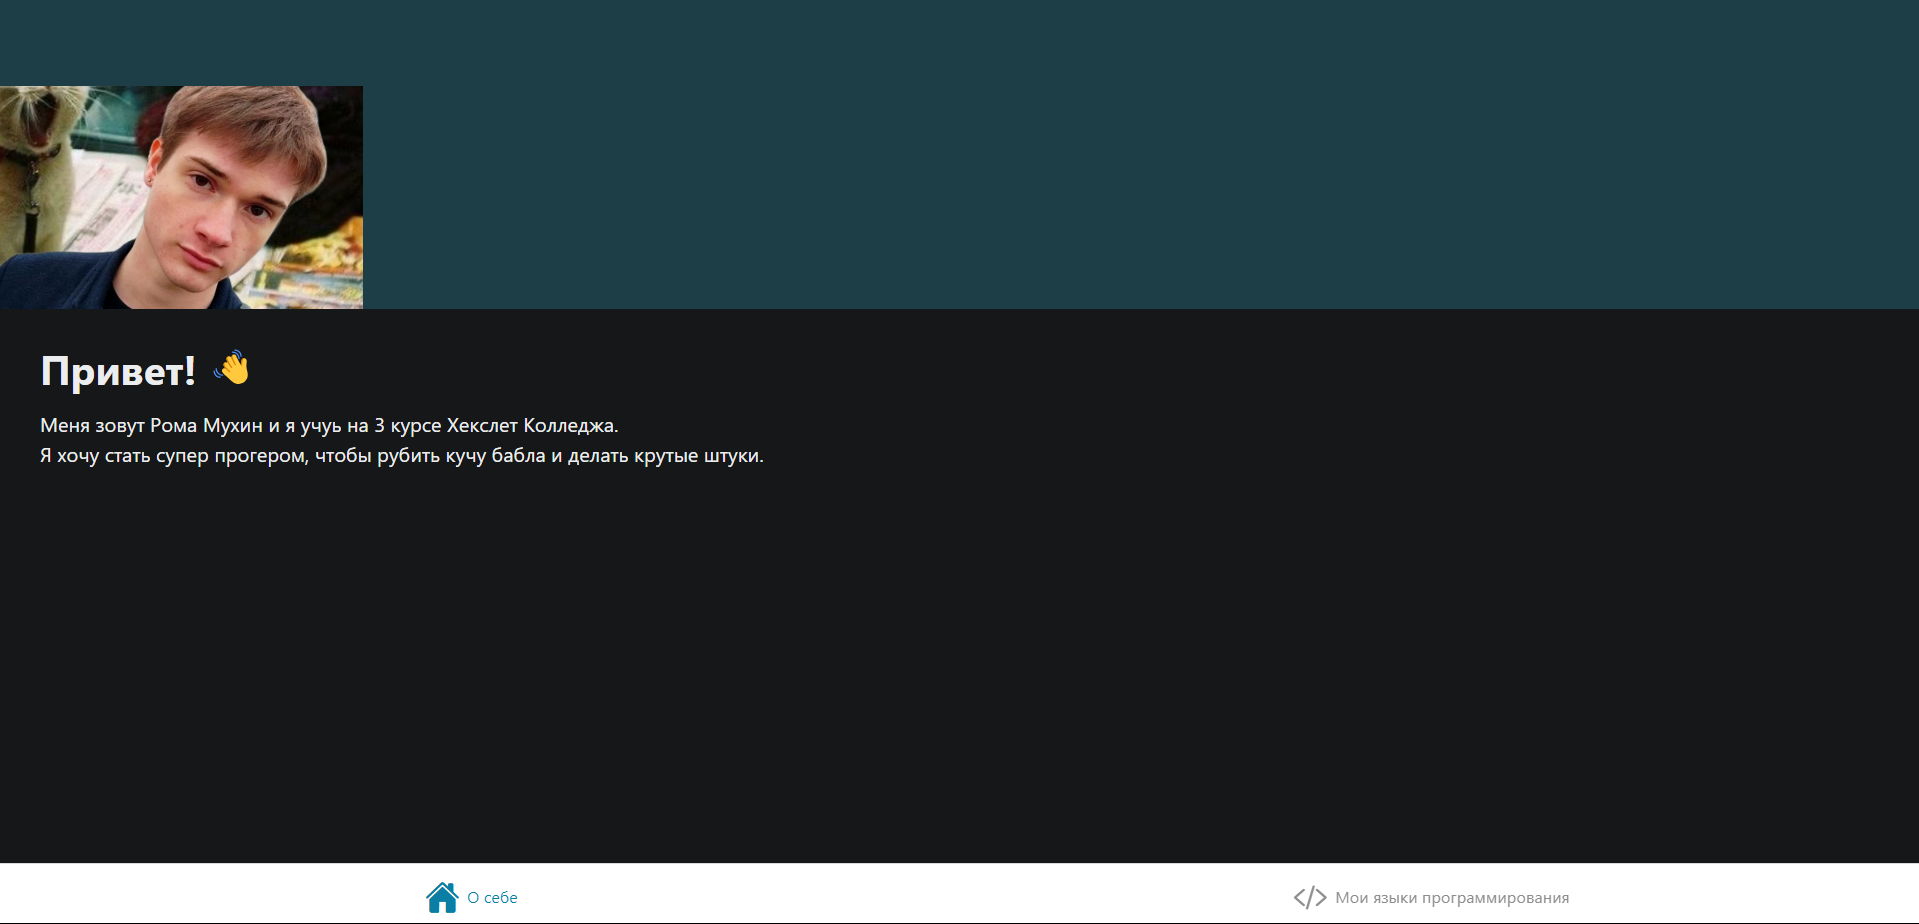 Привет! 👋
Меня зовут Рома Мухин и я учуь на 3 курсе Хекслет Колледжа.
Я хочу стать супер прогером, чтобы рубить кучу бабла и делать крутые штуки.
О себе
Мои языки программирования